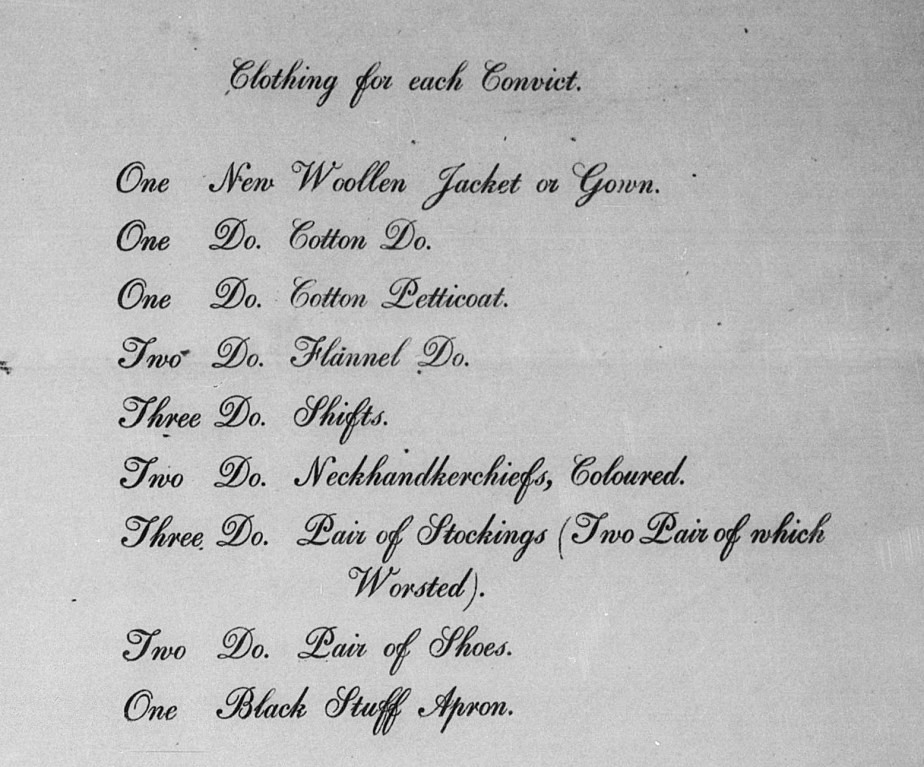 Clothing for each Convict.
One New Woollen Jacket or Gown.
One Do. Cotton Do.
One Do. Cotton Petticoat.
Two Do. Flannel Do.
Three Do. Shifts.
Two Do. Neckhandkerchiefs, Coloured.
Three Do. Pair of Stockings (Two Pair of which
Worsted).
Two Do. Pair of Shoes.
One Black Stuff Apron.